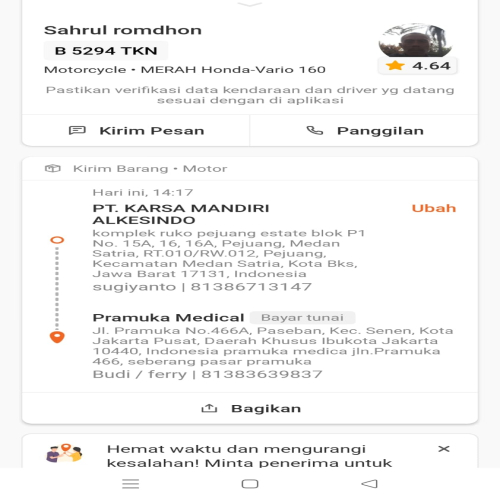 Sahrul romdhon
B 5294 TKN
4.64
Motorcycle • MERAH Honda-Vario 160
Pastikan verifikasi data kendaraan dan driver yg datang
sesuai dengan di aplikasi
Kirim Pesan
Panggilan
Kirim Barang • Motor
Hari ini, 14:17
PT. KARSA MANDIRI
ALKESINDO
Ubah
komplek ruko pejuang estate blok P1
No. 15A, 16, 16A, Pejuang, Medan
Satria, RT.010/RW.012, Pejuang,
Kecamatan Medan Satria, Kota Bks,
Jawa Barat 17131, Indonesia
sugiyanto | 81386713147
Pramuka Medical Bayar tunai
Jl. Pramuka No.466A, Paseban, Kec. Senen, Kota
Jakarta Pusat, Daerah Khusus Ibukota Jakarta
10440, Indonesia pramuka medica jln.Pramuka
466, seberang pasar pramuka
Budi / ferry | 81383639837
Bagikan
Hemat waktu dan mengurangi
kesalahan! Minta penerima untuk